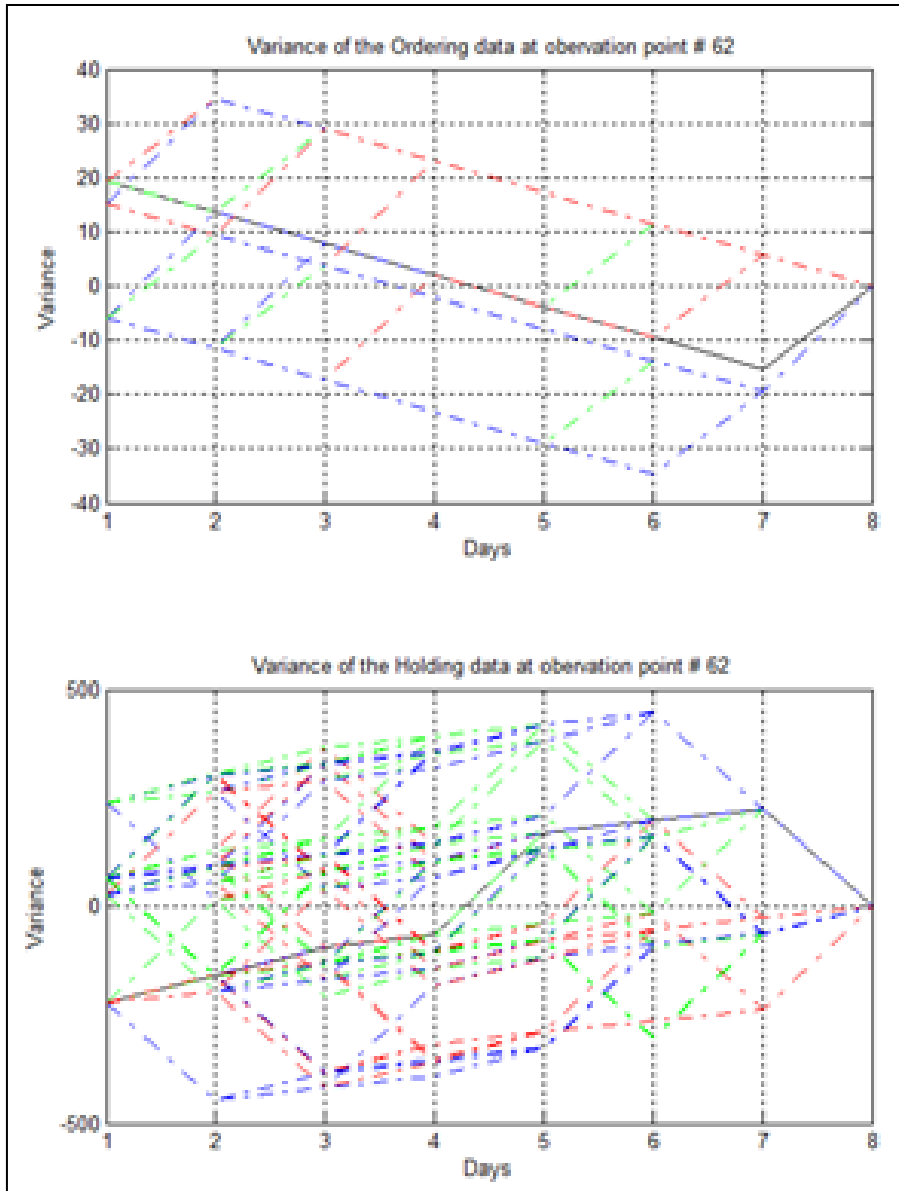 Variance of the Ordering data at obervation point # 62
40
30
20
10
0
-10
-20
-30
-40
Variance
1 2 3 4 5 6 7 8
Days
Variance of the Holding data at obervation point # 62
500
0
-500
Variance
1 2 3 4 5 6 7 8
Days